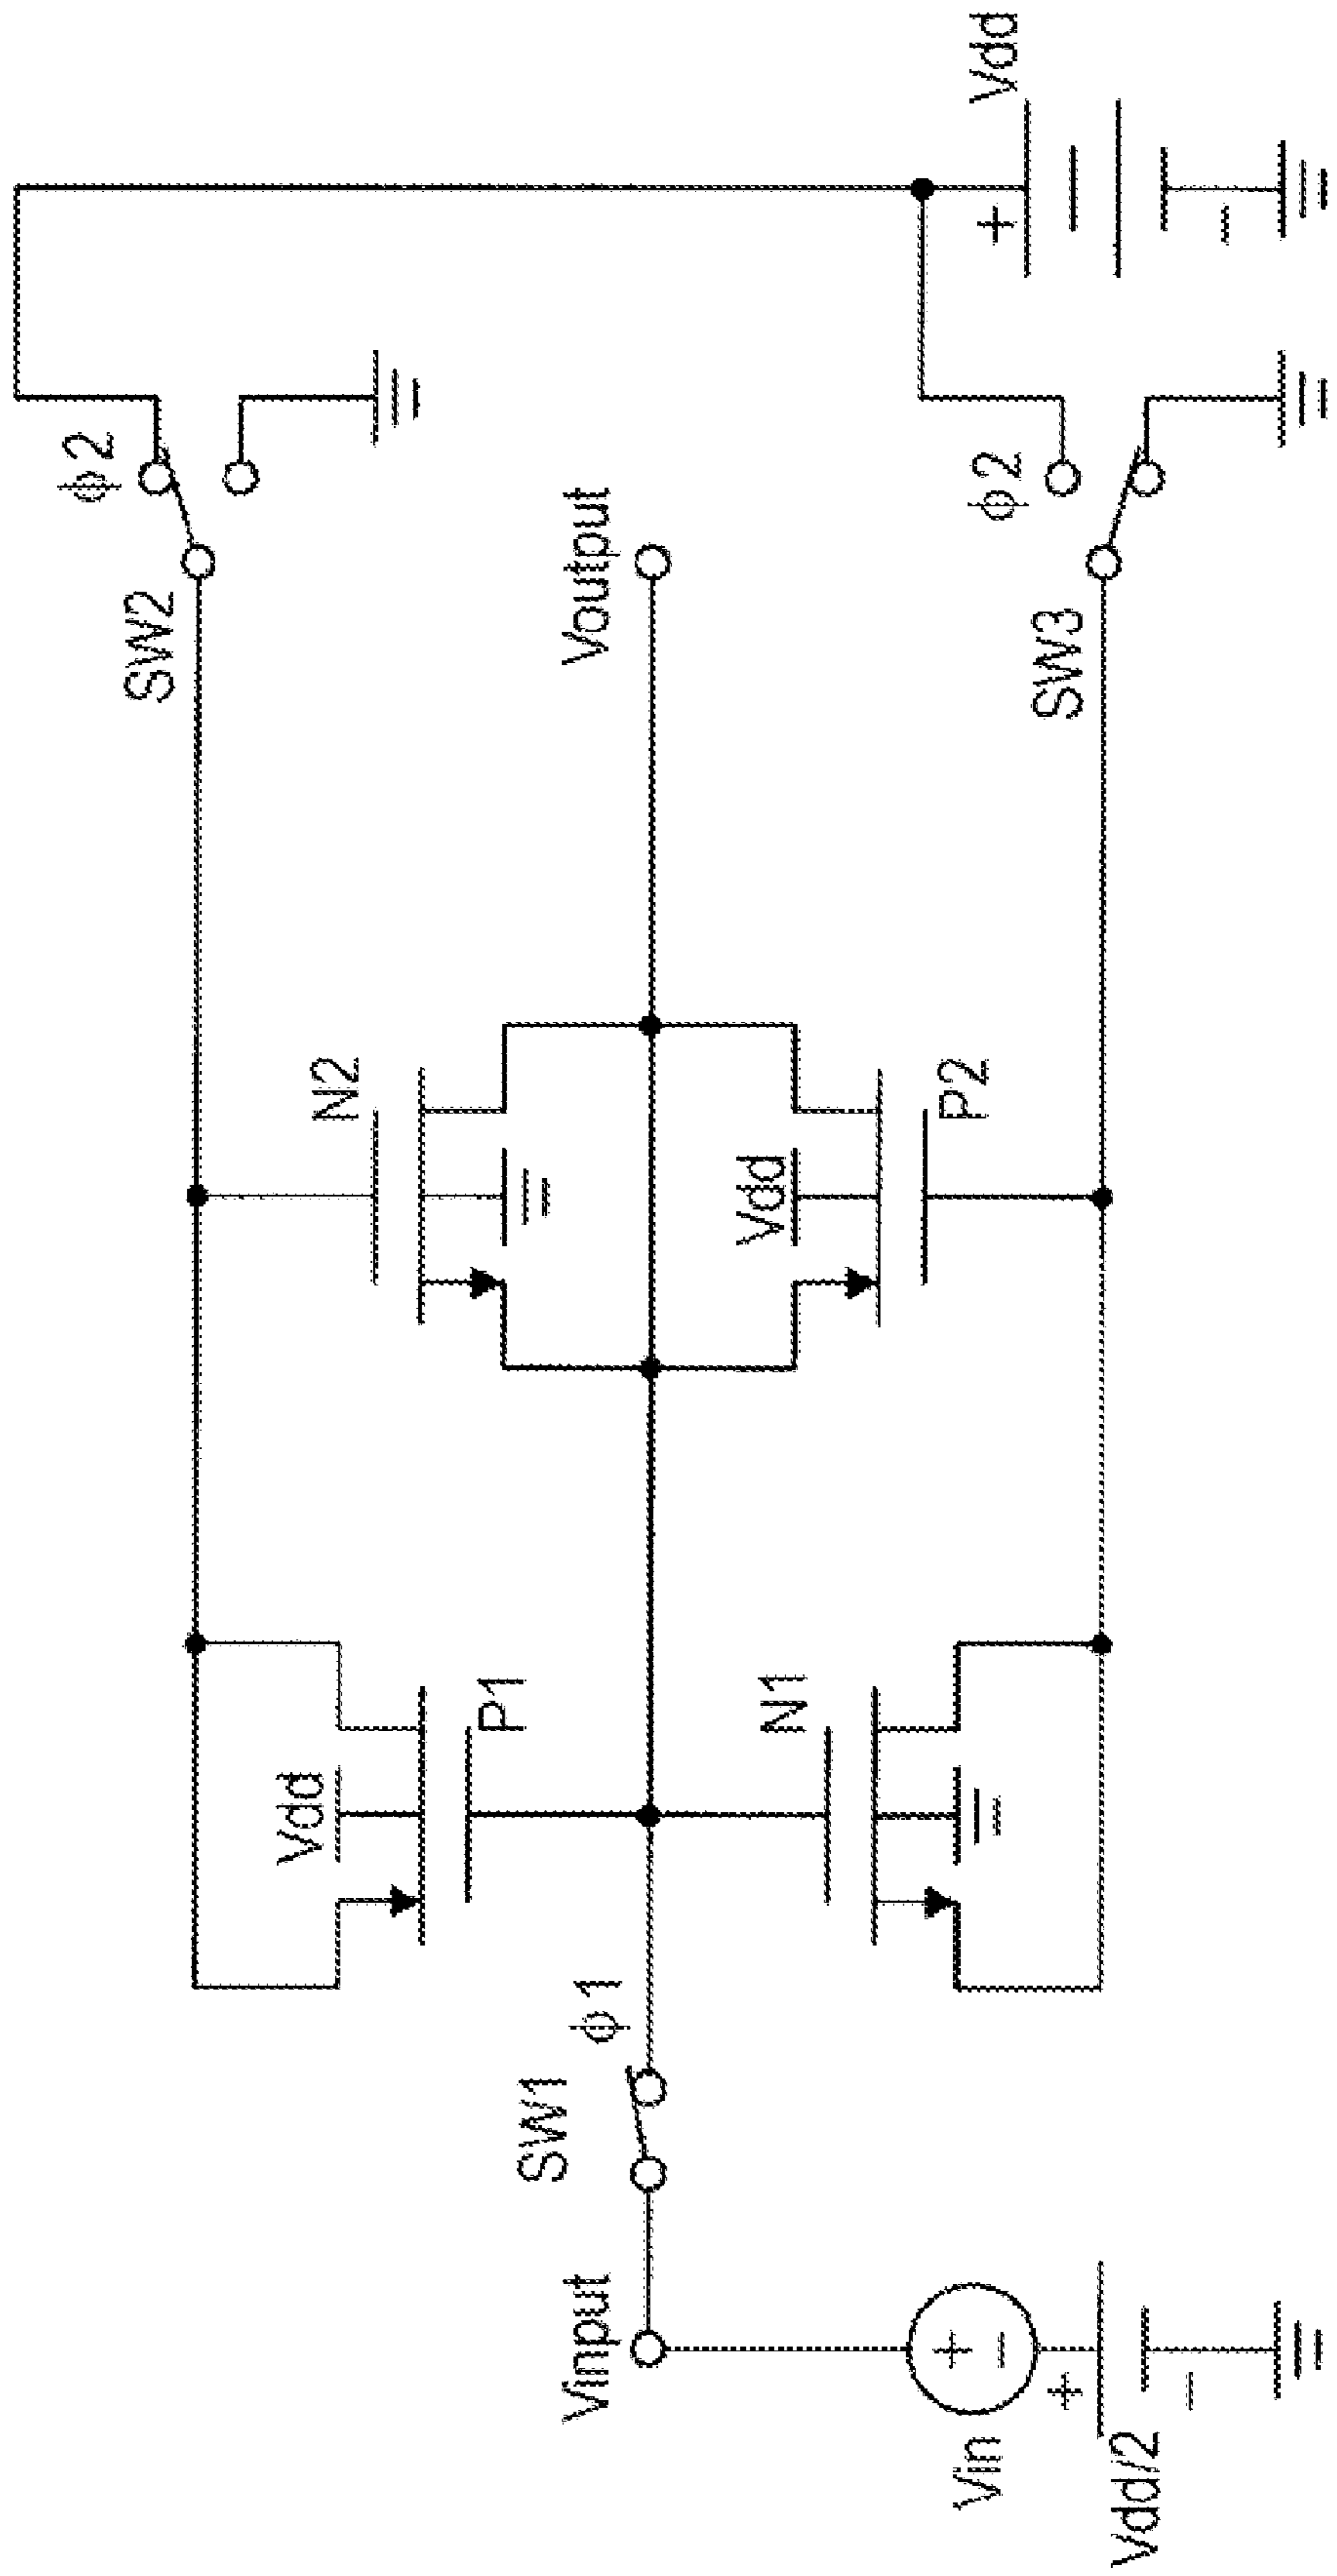 ϕ2
SW2
Vdd
+
−
ϕ2
SW3
Voutput
N2
Vdd
P2
Vdd
P1
N1
ϕ1
SW1
Vinput
+
−
Vin
+
−
Vdd/2